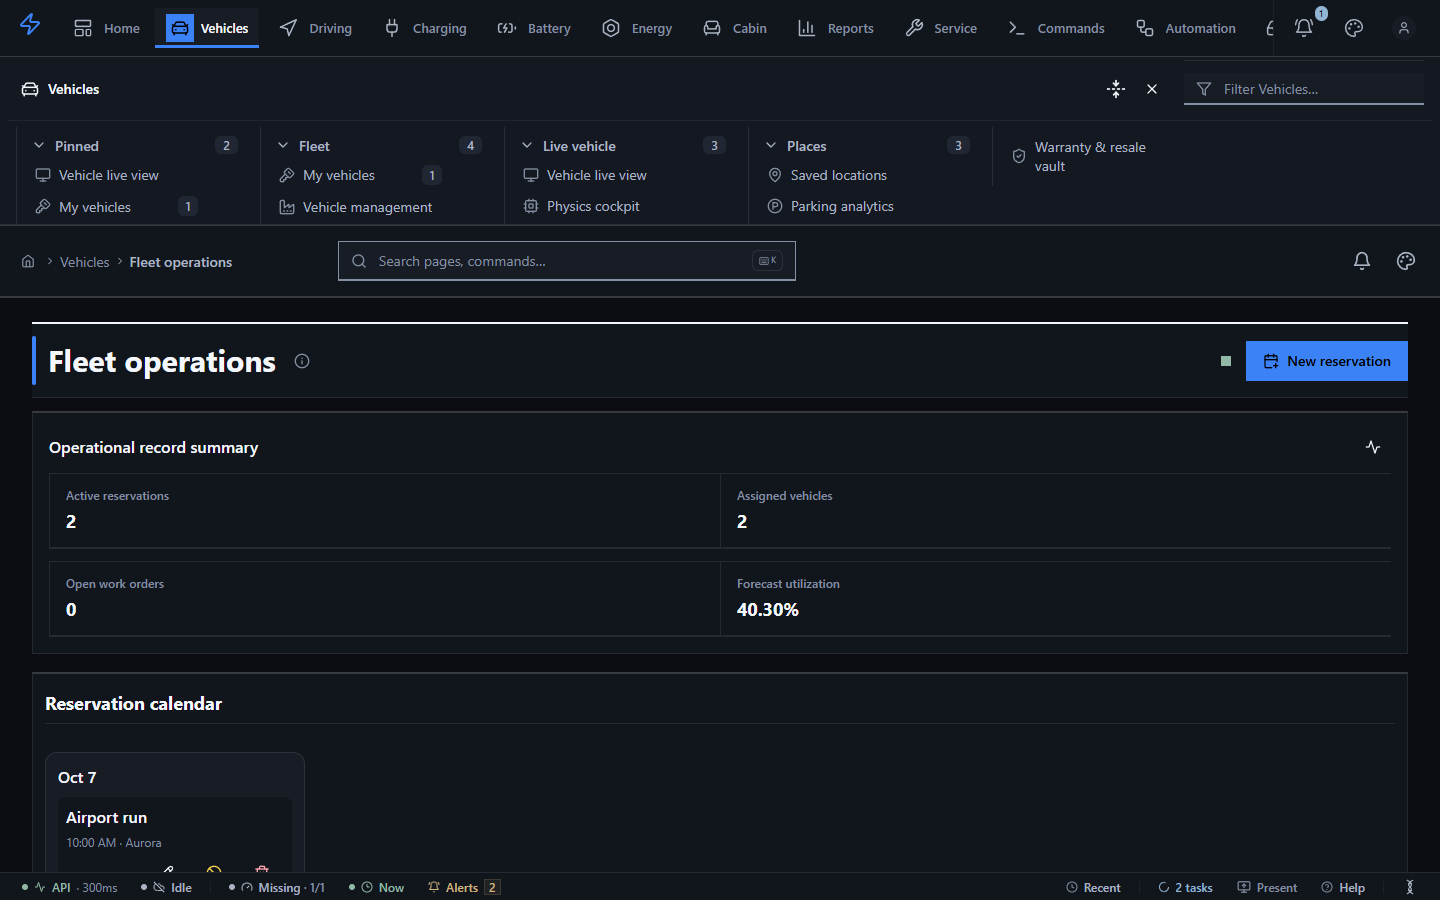 Home
Vehicles
Driving
Charging
Battery
Energy
Cabin
Reports
Service
Commands
Automation
1
Vehicles
Filter Vehicles...
Pinned 2
Vehicle live view
My vehicles 1
Fleet 4
My vehicles 1
Vehicle management
Live vehicle 3
Vehicle live view
Physics cockpit
Places 3
Saved locations
Parking analytics
Warranty & resale
vault
Vehicles
Fleet operations
Search pages, commands...
K
Fleet operations
New reservation
Operational record summary
Active reservations
2
Assigned vehicles
2
Open work orders
0
Forecast utilization
40.30%
Reservation calendar
Oct 7
Airport run
10:00 AM · Aurora
API · 300ms
Idle
Missing · 1/1
Now
Alerts 2
Recent
2 tasks
Present
Help